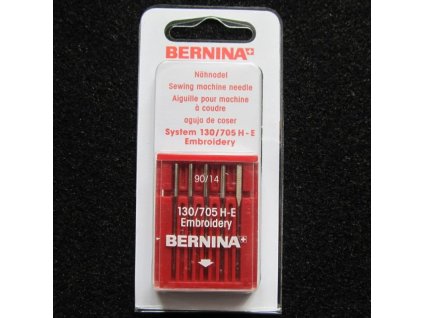 BERNINA+
Nähnadel
Sewing machine needle
Aiguille pour machine
à coudre
aguja de coser
System 130/705 H-E
Embroidery
90/14
130/705 H-E
Embroidery
BERNINA+